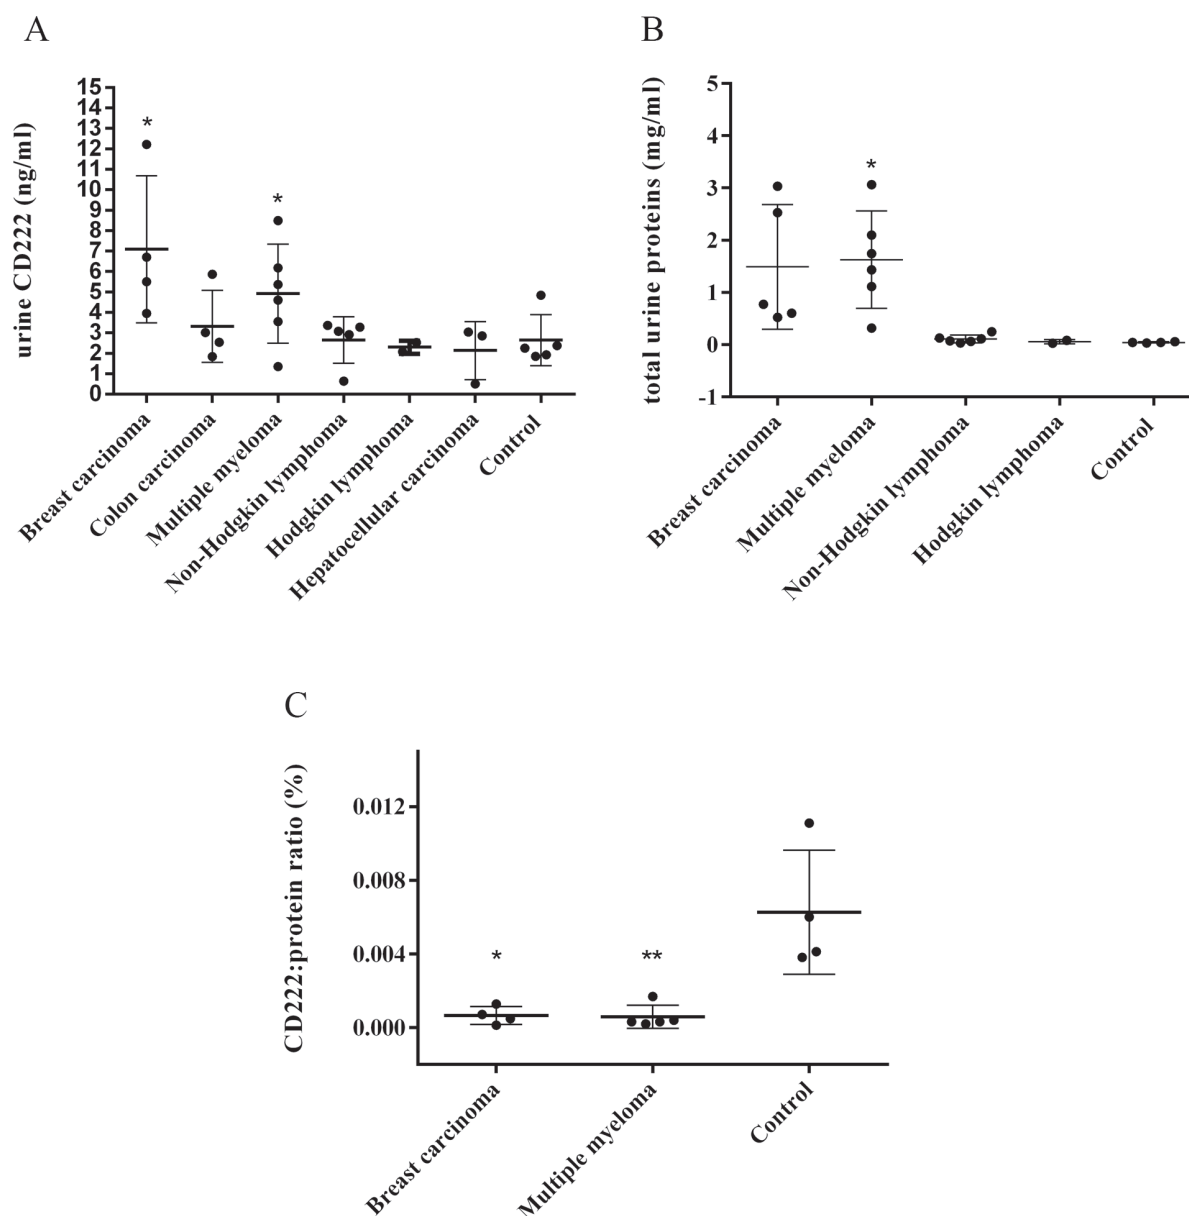 A
urine CD222 (ng/ml)
15
14
13
12
11
10
9
8
7
6
5
4
3
2
1
0
*
*
Breast carcinoma
Colon carcinoma
Multiple myeloma
Non-Hodgkin lymphoma
Hodgkin lymphoma
Hepatocellular carcinoma
Control
B
total urine proteins (mg/ml)
5
4
3
2
1
0
-1
*
Breast carcinoma
Multiple myeloma
Non-Hodgkin lymphoma
Hodgkin lymphoma
Control
C
CD222:protein ratio (%)
0.012
0.008
0.004
0.000
*
**
Breast carcinoma
Multiple myeloma
Control